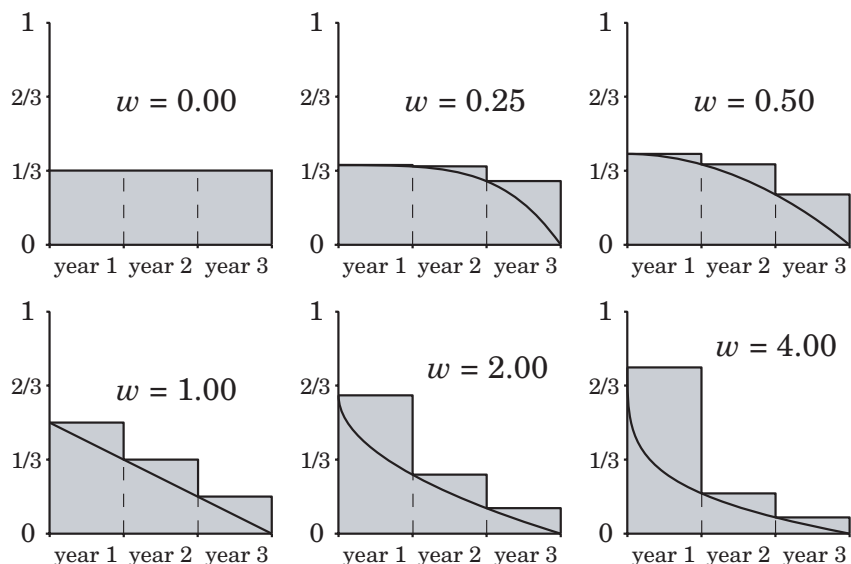 1
2/3
w = 0.00
1/3
0
year 1 year 2 year 3
1
2/3
w = 0.25
1/3
0
year 1 year 2 year 3
1
2/3
w = 0.50
1/3
0
year 1 year 2 year 3
1
2/3
w = 1.00
1/3
0
year 1 year 2 year 3
1
w = 2.00
2/3
1/3
0
year 1 year 2 year 3
1
w = 4.00
2/3
1/3
0
year 1 year 2 year 3